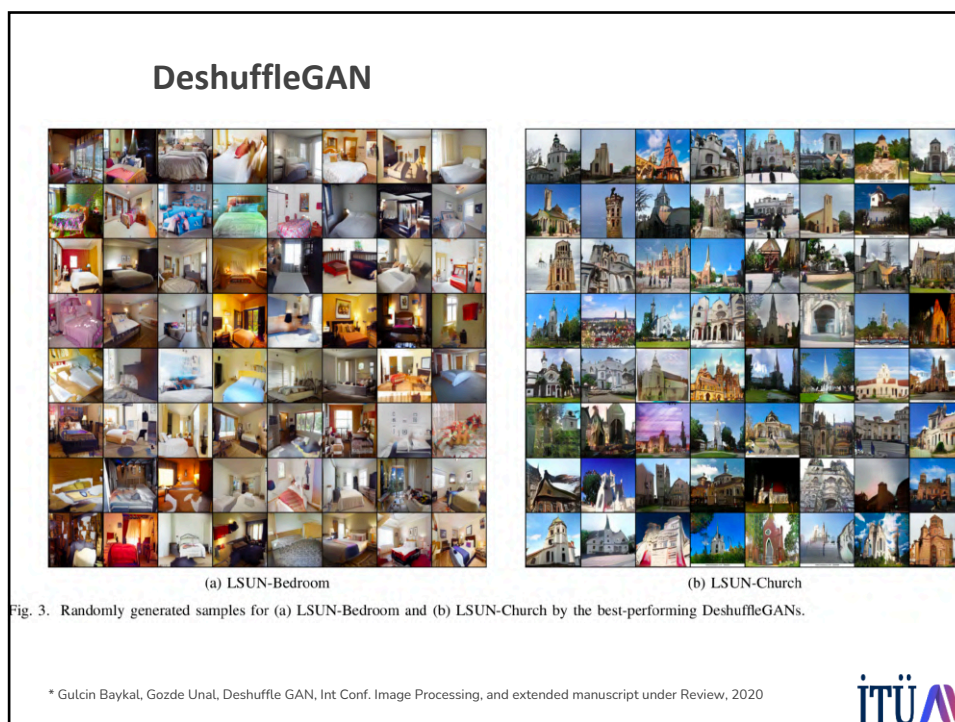 DeshuffleGAN
(a) LSUN-Bedroom
(b) LSUN-Church
Fig. 3. Randomly generated samples for (a) LSUN-Bedroom and (b) LSUN-Church by the best-performing DeshuffleGANs.
* Gulcin Baykal, Gozde Unal, Deshuffle GAN, Int Conf. Image Processing, and extended manuscript under Review, 2020
İTÜ